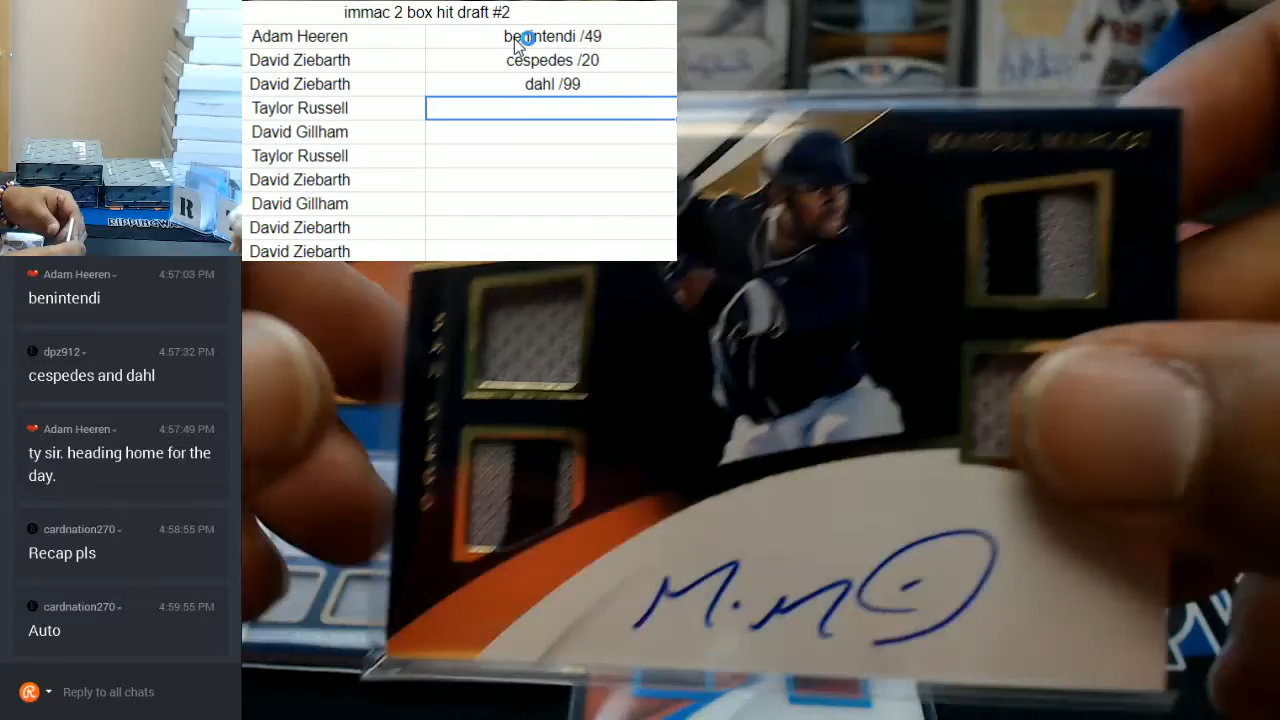 immac 2 box hit draft #2
Adam Heeren benintendi /49
David Ziebarth cespedes /20
David Ziebarth dahl /99
Taylor Russell
David Gillham
Taylor Russell
David Ziebarth
David Gillham
David Ziebarth
David Ziebarth
Adam Heeren 4:57:03 PM
benintendi
dpz912 4:57:32 PM
cespedes and dahl
Adam Heeren 4:57:49 PM
ty sir. heading home for the
day.
cardnation270 4:58:55 PM
Recap pls
cardnation270 4:59:55 PM
Auto
Reply to all chats
R
MANUEL MARGOT
SAN DIEGO